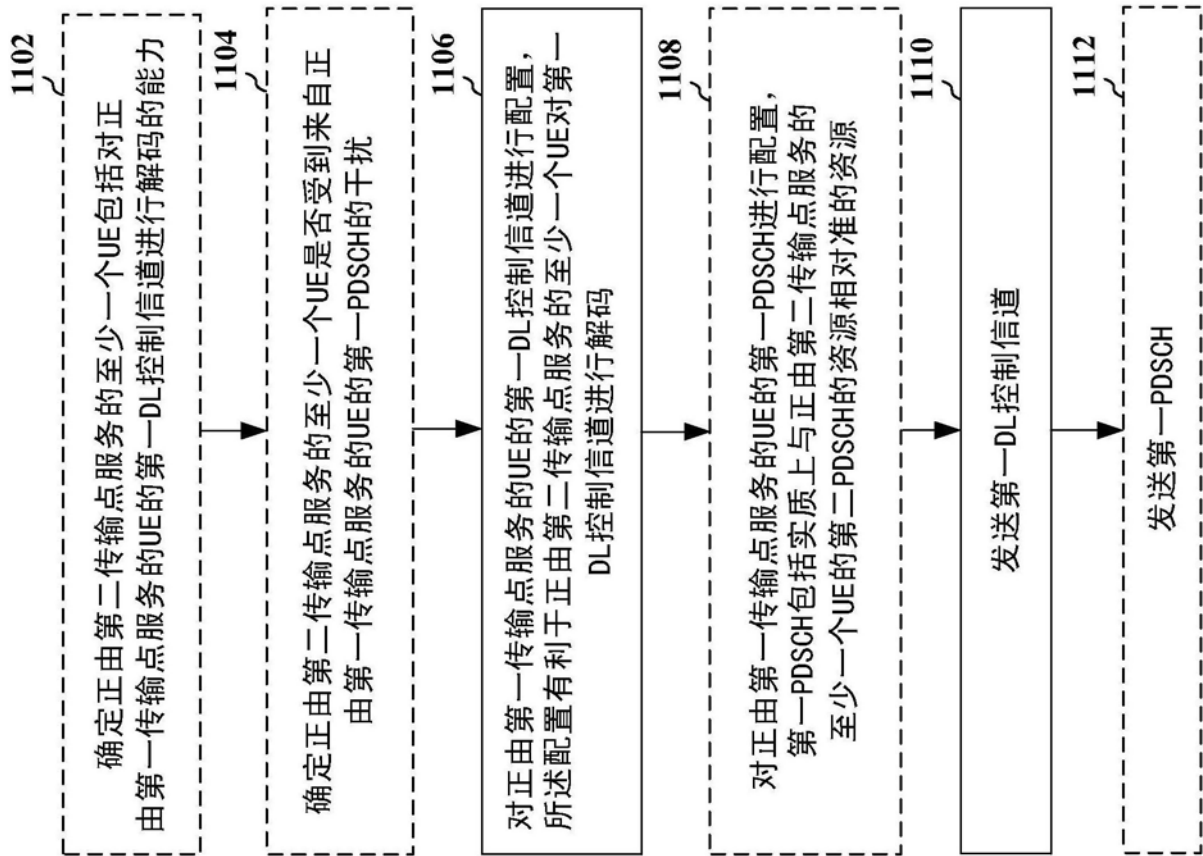 1102
确定正由第二传输点服务的至少一个UE包括对正
由第一传输点服务的UE的第一DL控制信道进行解码的能力
1104
确定正由第二传输点服务的至少一个UE是否受到来自正
由第一传输点服务的UE的第一PDSCH的干扰
1106
对正由第一传输点服务的UE的第一DL控制信道进行配置，
所述配置有利于正由第二传输点服务的至少一个UE对第一
DL控制信道进行解码
1108
对正由第一传输点服务的UE的第一PDSCH进行配置，
第一PDSCH包括实质上与正由第二传输点服务的
至少一个UE的第二PDSCH的资源相对准的资源
1110
发送第一DL控制信道
1112
发送第一PDSCH